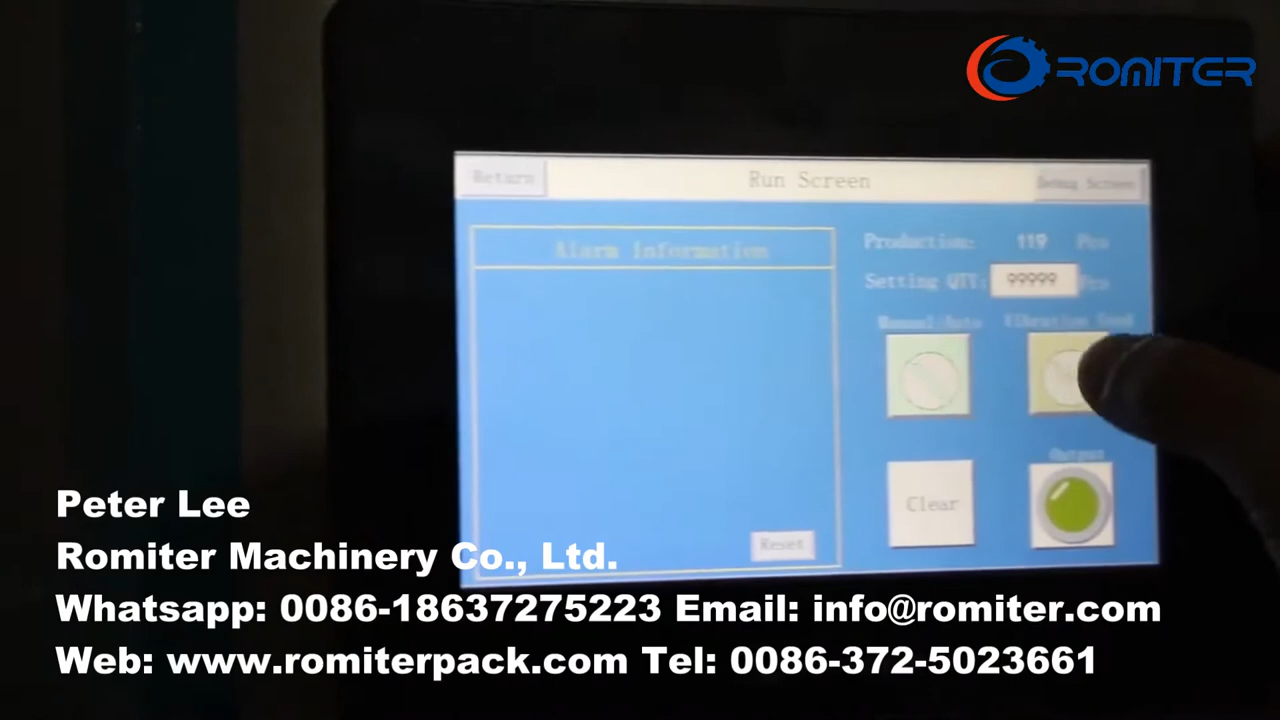 ROMITER
Return
Run Screen
Debug Screen
Alarm Information
Production: 119 Pcs
Setting QTY: 99999 Pcs
Manual/Auto
Vibration
Clear
Output
Reset
Peter Lee
Romiter Machinery Co., Ltd.
Whatsapp: 0086-18637275223 Email: info@romiter.com
Web: www.romiterpack.com Tel: 0086-372-5023661